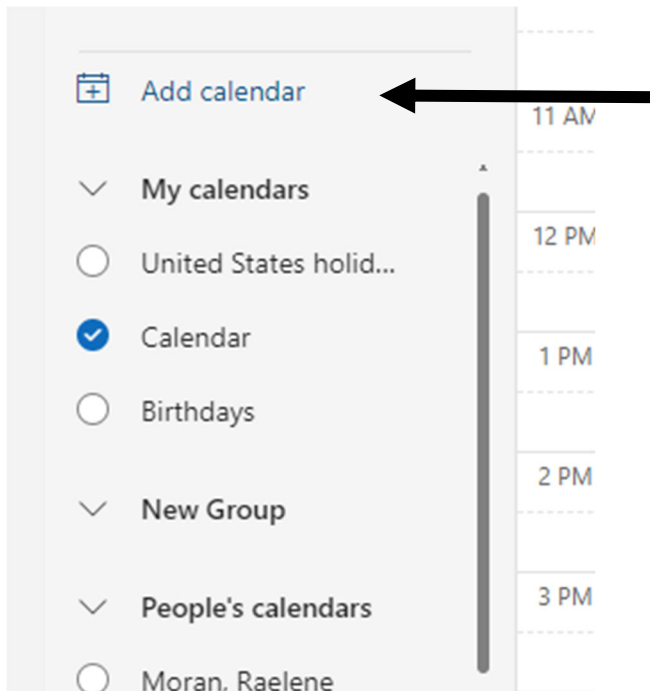 Add calendar
My calendars
United States holid...
Calendar
Birthdays
New Group
People's calendars
Moran, Raelene
11 AM
12 PM
1 PM
2 PM
3 PM